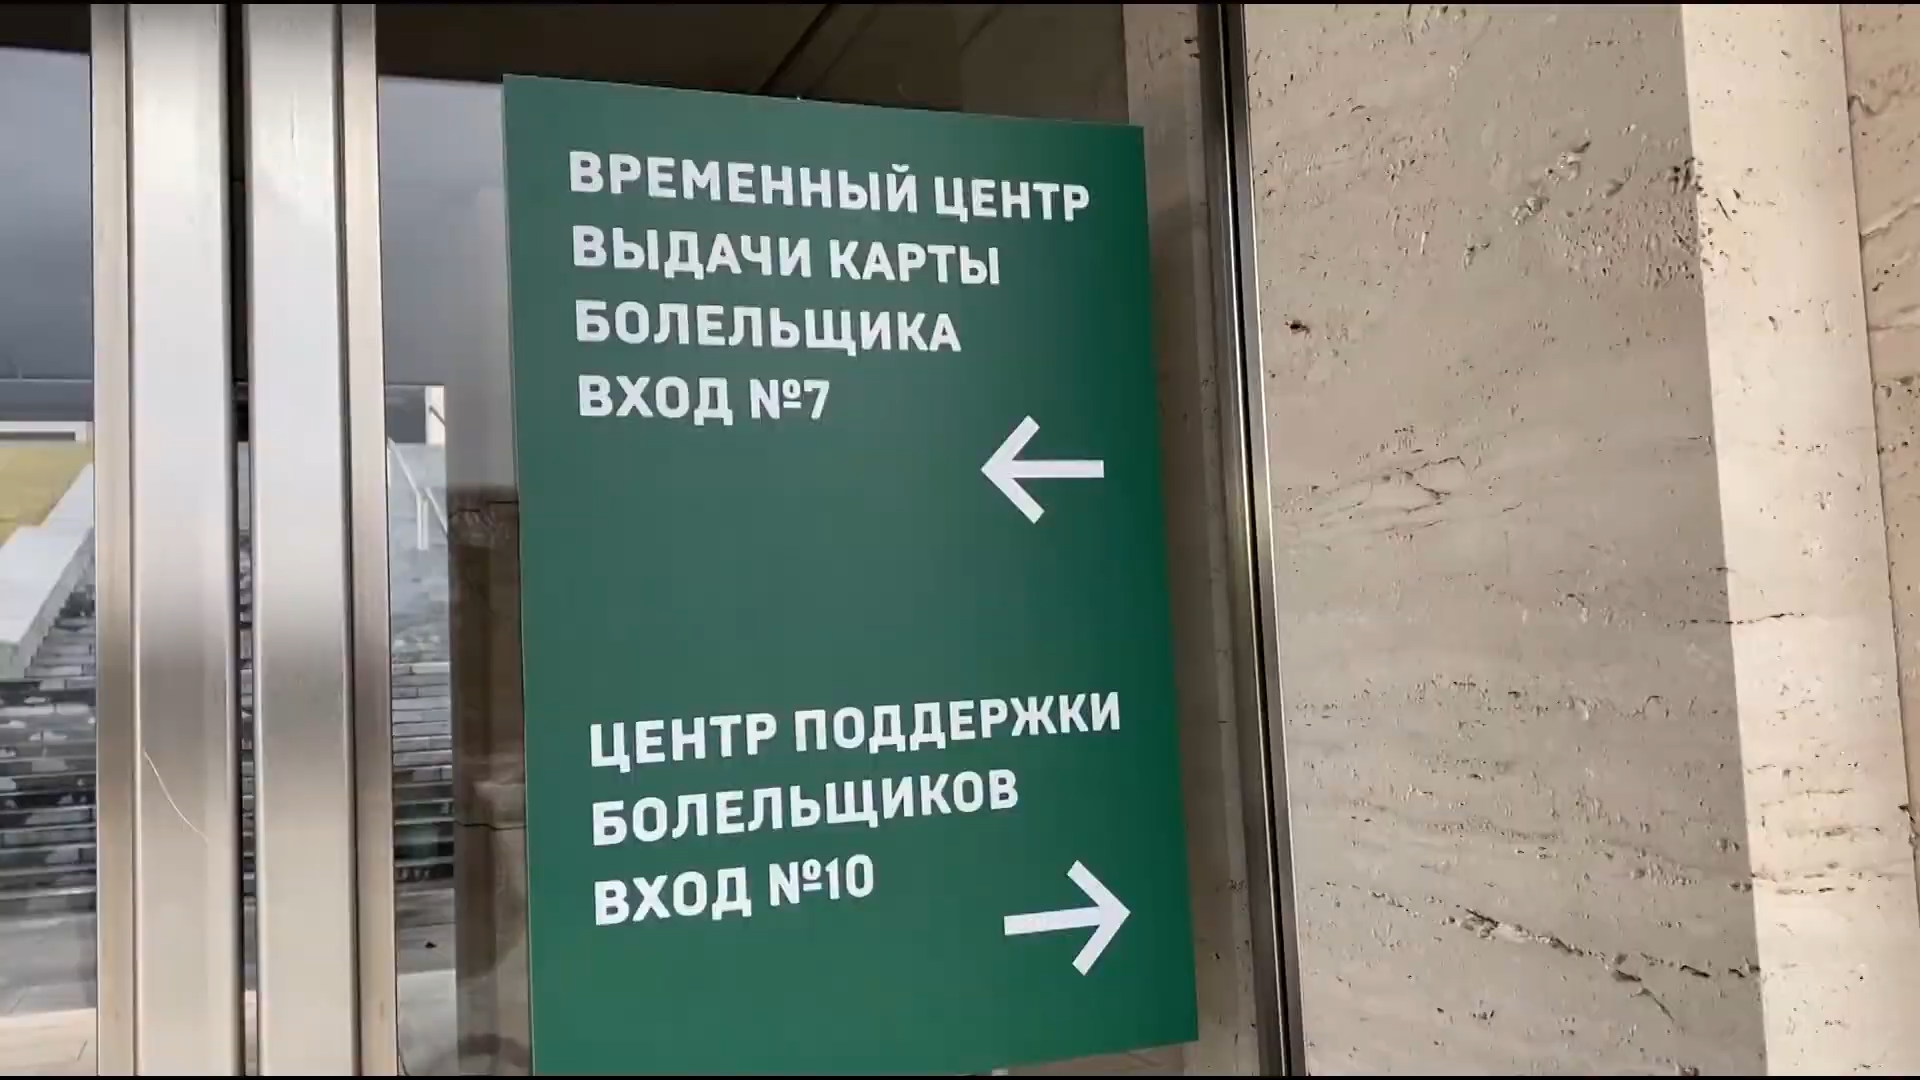 ВРЕМЕННЫЙ ЦЕНТР
ВЫДАЧИ КАРТЫ
БОЛЕЛЬЩИКА
ВХОД №7
ЦЕНТР ПОДДЕРЖКИ
БОЛЕЛЬЩИКОВ
ВХОД №10